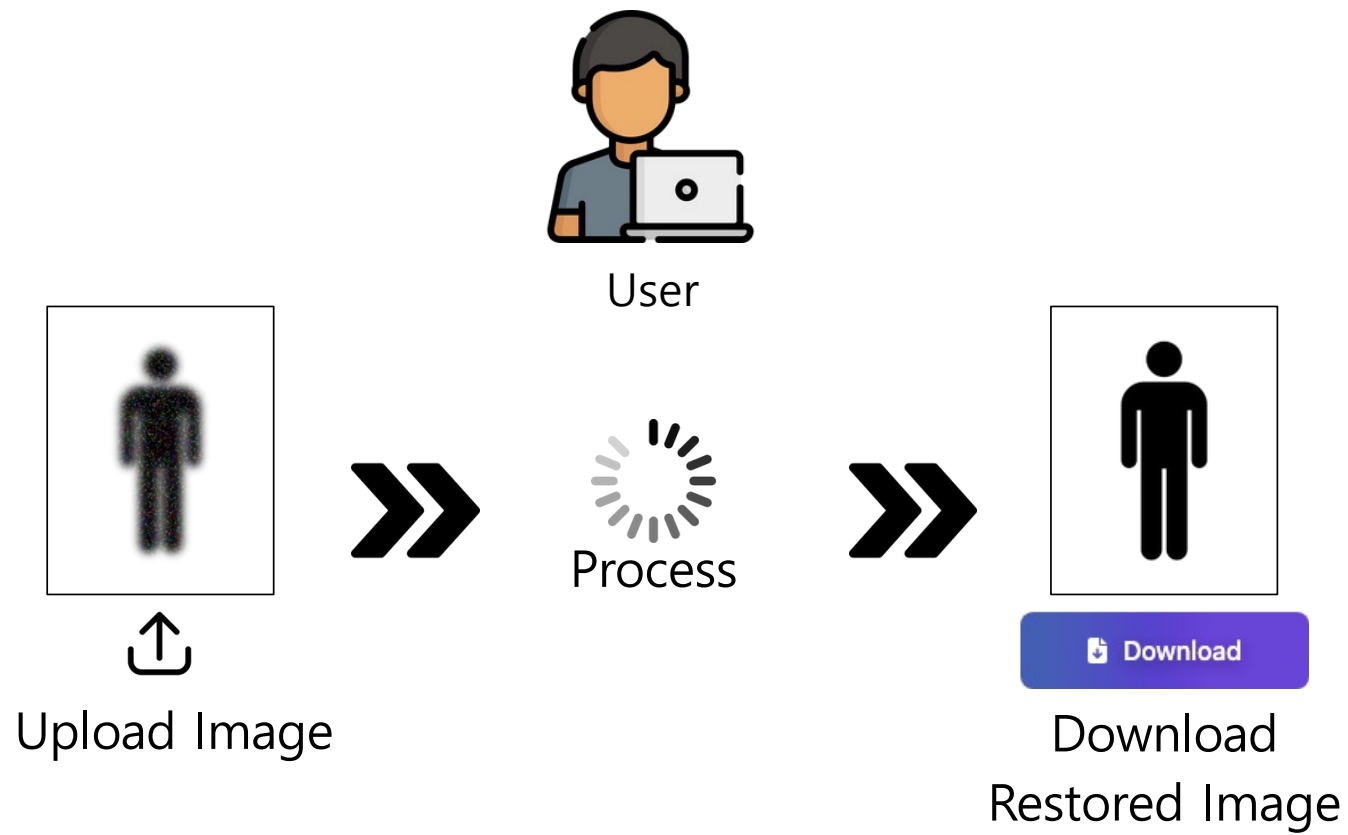 User
Process
Upload Image
Download
Download
Restored Image